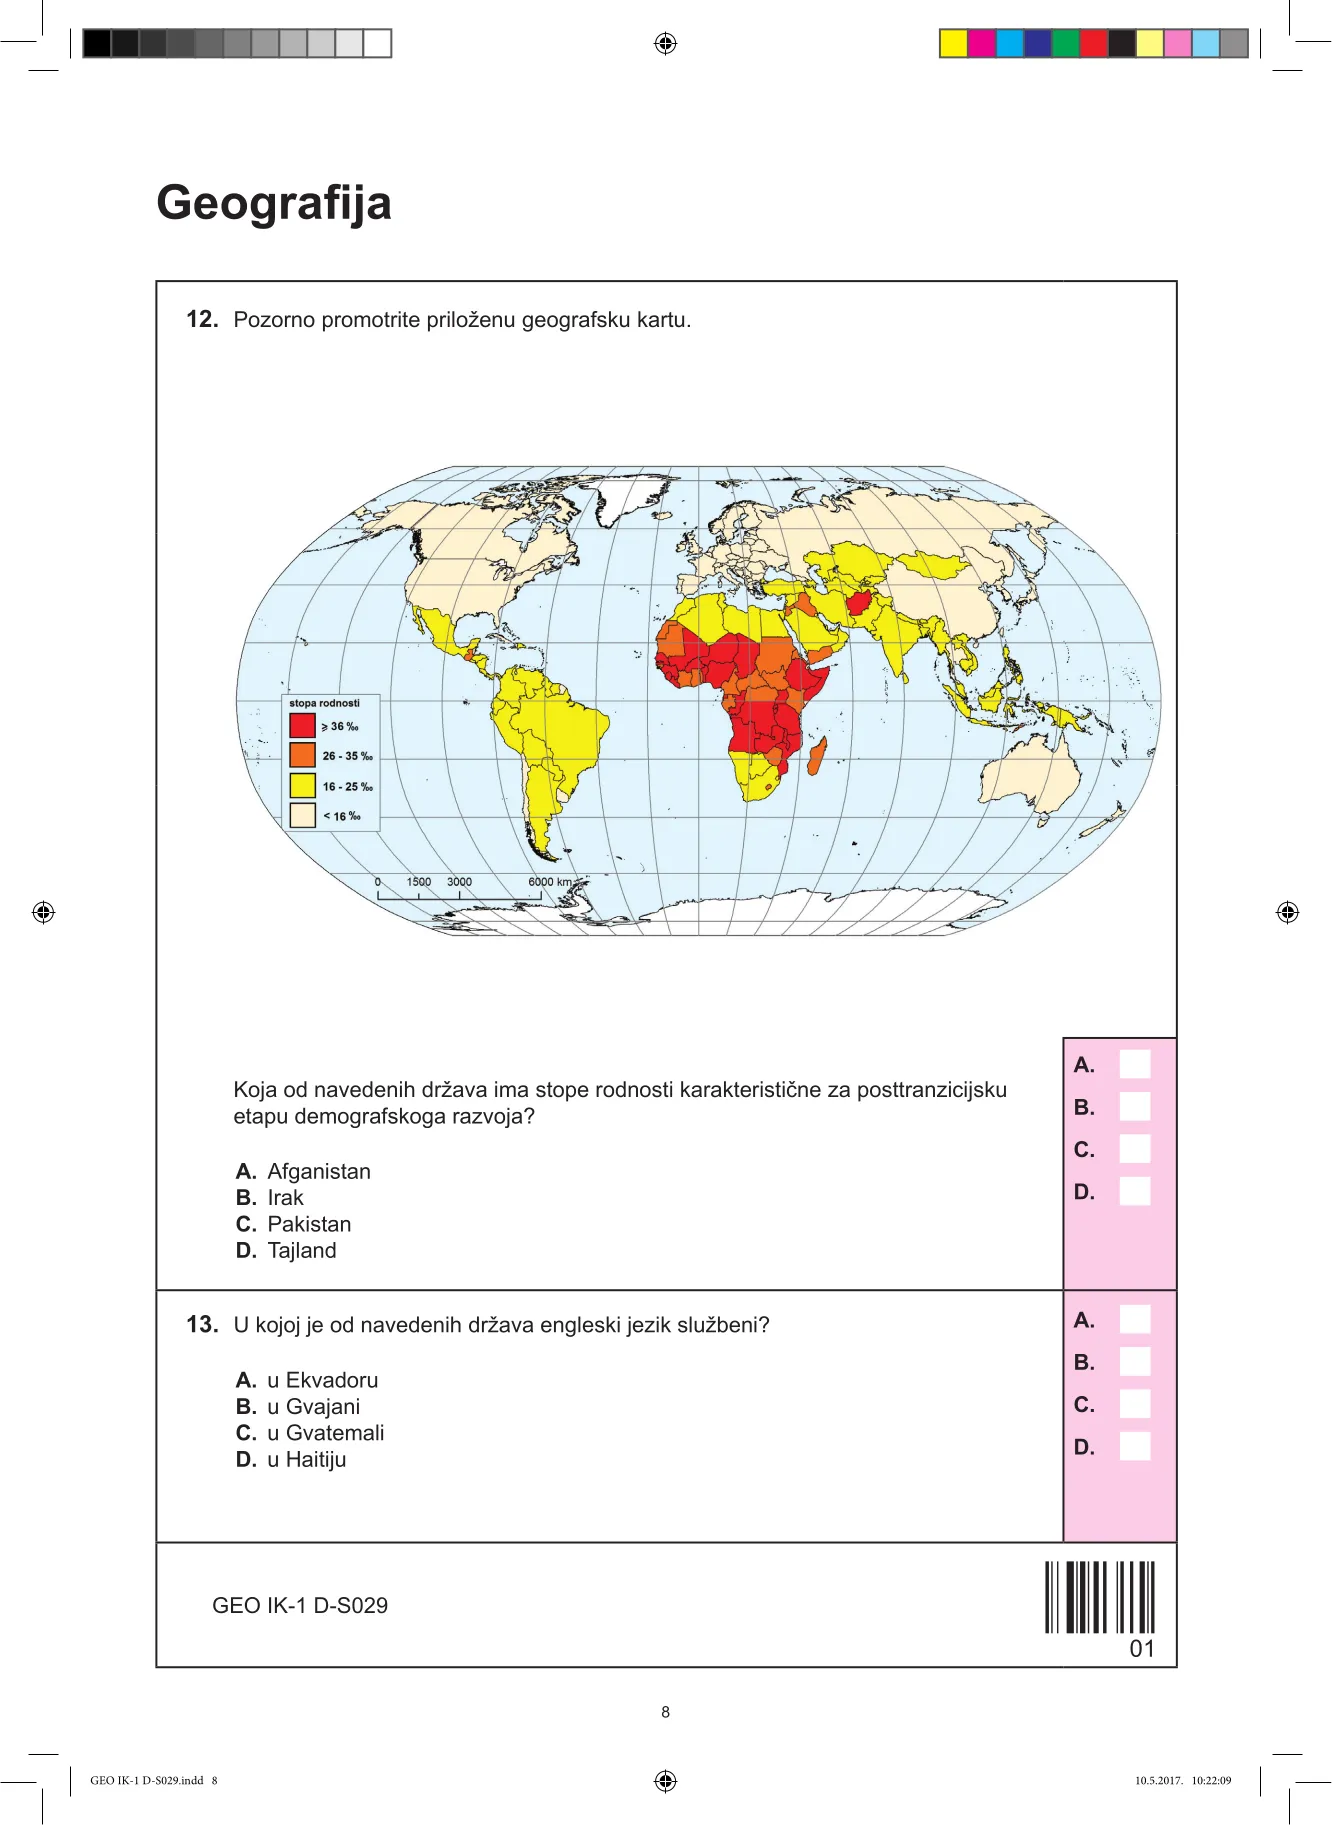 Geografija
12. Pozorno promotrite priloženu geografsku kartu.
stopa rodnosti
⩾ 36 ‰
26 - 35 ‰
16 - 25 ‰
< 16 ‰
0 1500 3000 6000 km
Koja od navedenih država ima stope rodnosti karakteristične za posttranzicijsku
etapu demografskoga razvoja?
A. Afganistan
B. Irak
C. Pakistan
D. Tajland
A.
B.
C.
D.
13. U kojoj je od navedenih država engleski jezik službeni?
A. u Ekvadoru
B. u Gvajani
C. u Gvatemali
D. u Haitiju
A.
B.
C.
D.
GEO IK-1 D-S029
01
8
GEO IK-1 D-S029.indd 8
10.5.2017. 10:22:09